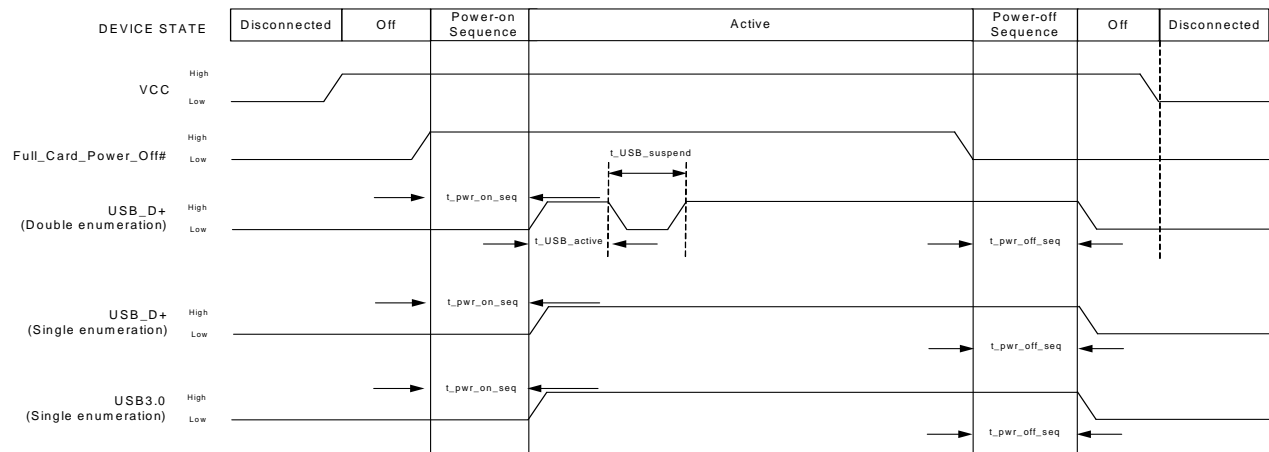 DEVICE STATE
Disconnected
Off
Power-on
Sequence
Active
Power-off
Sequence
Off
Disconnected
VCC
High
Low
Full_Card_Power_Off#
High
Low
t_USB_suspend
USB_D+
(Double enumeration)
High
Low
t_pwr_on_seq
t_USB_active
t_pwr_off_seq
USB_D+
(Single enumeration)
High
Low
t_pwr_on_seq
t_pwr_off_seq
USB3.0
(Single enumeration)
High
Low
t_pwr_on_seq
t_pwr_off_seq